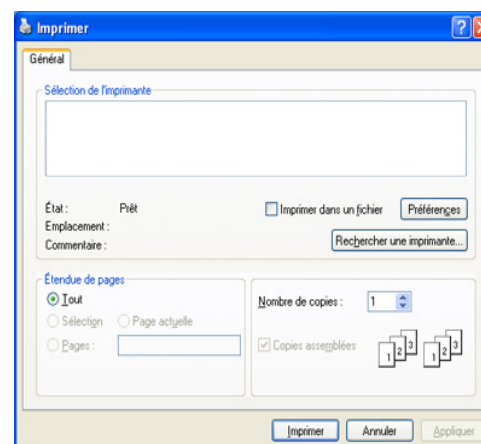 Imprimer
Général
Sélection de l'imprimante
État : Prêt
Emplacement :
Commentaire :
Imprimer dans un fichier
Préférences
Rechercher une imprimante...
Étendue de pages
Tout
Sélection Page actuelle
Pages :
Nombre de copies : 1
Copies assemblées
1 2 3 1 2 3
Imprimer Annuler Appliquer